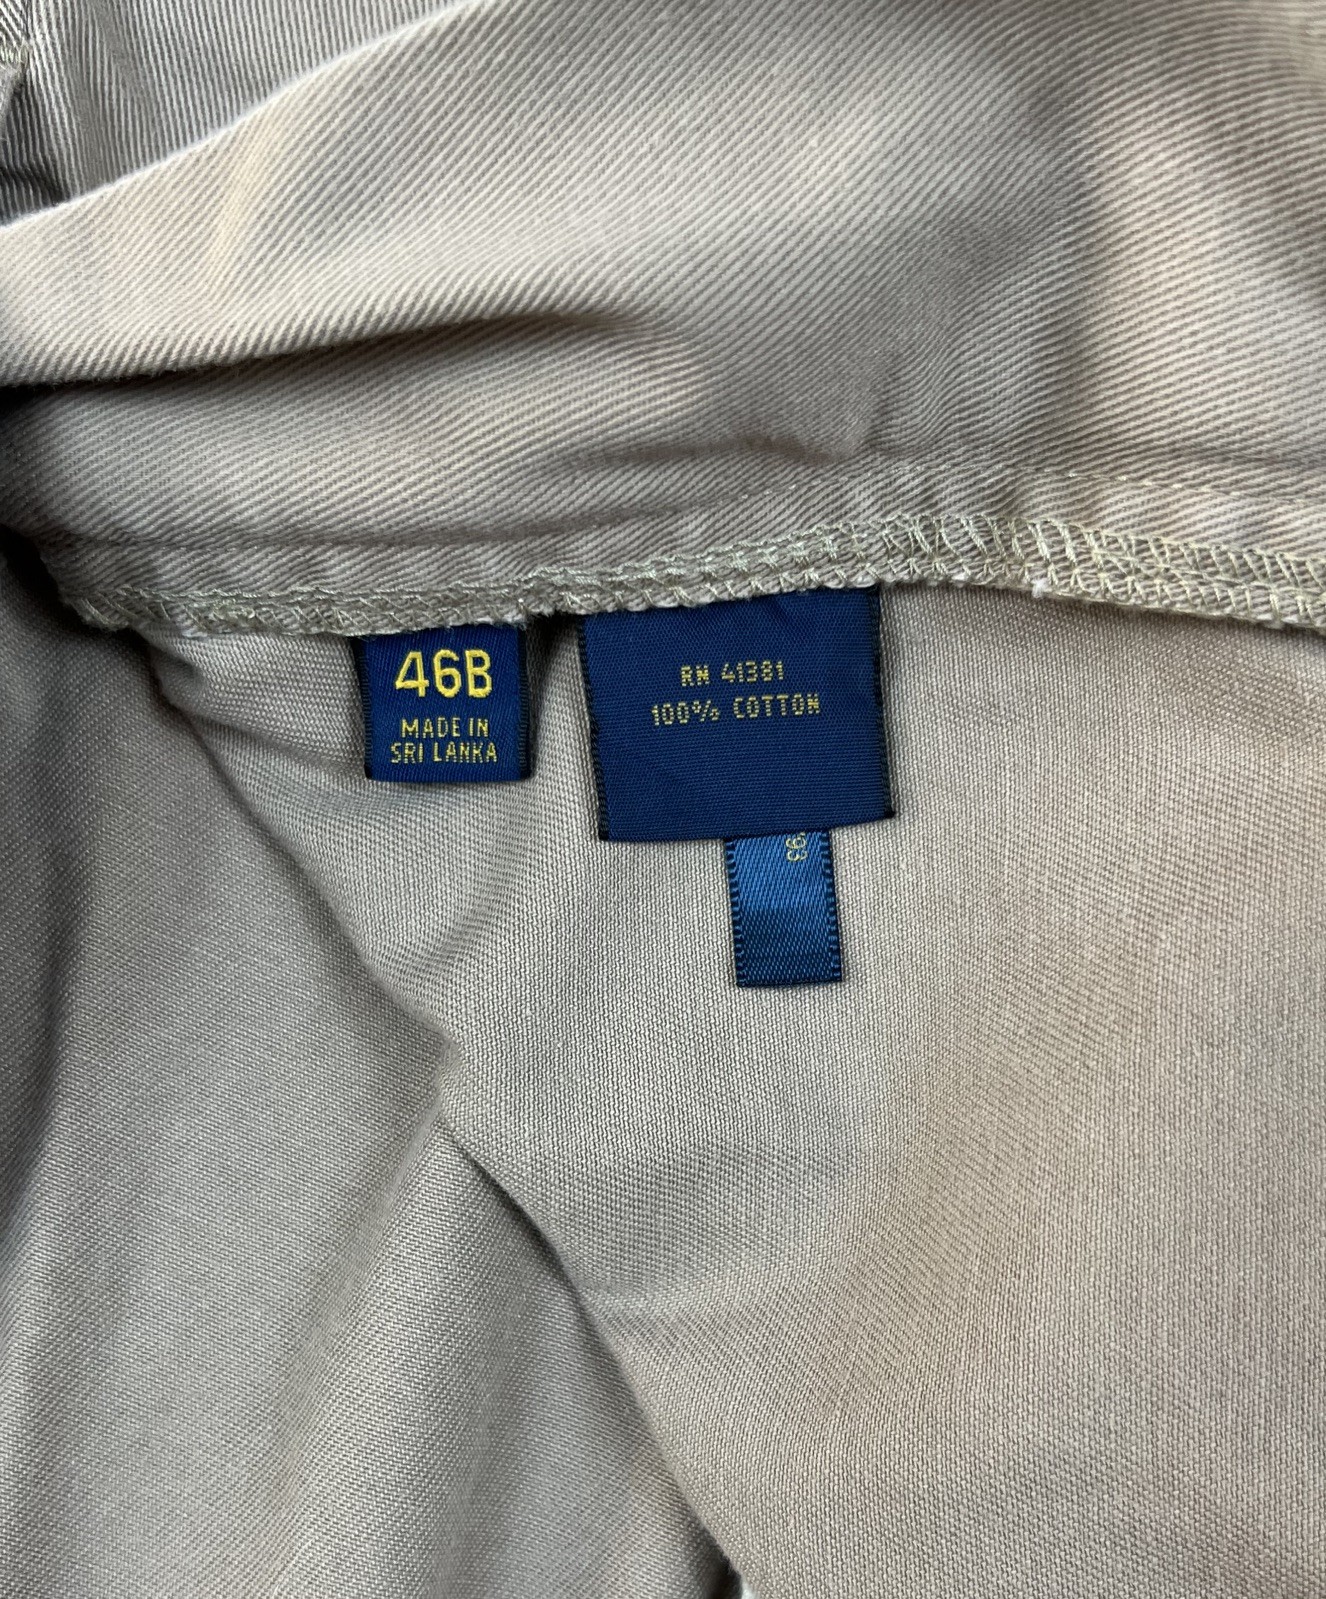 46B
MADE IN
SRI LANKA
RN 41381
100% COTTON